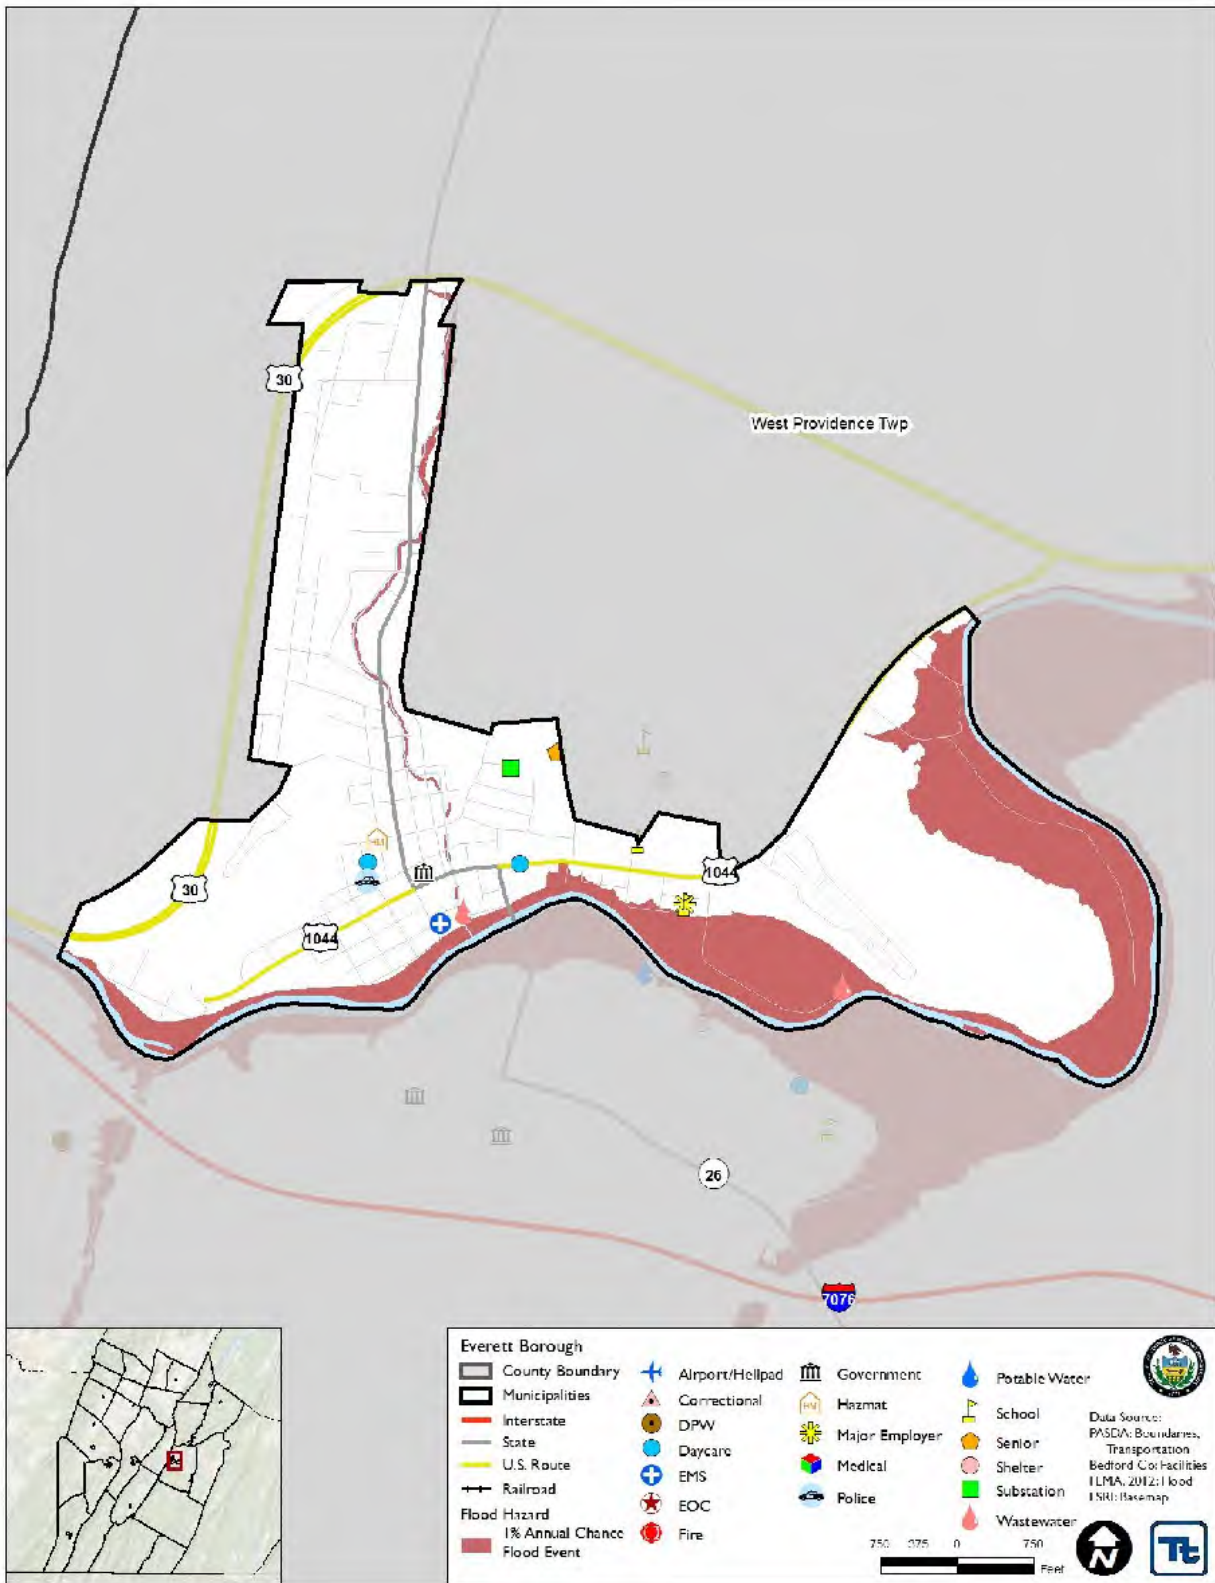 30
West Providence Twp
1044
30
1044
26
7076
Everett Borough
County Boundary
Municipalities
Interstate
State
U.S. Route
Railroad
Flood Hazard
1% Annual Chance
Flood Event
Airport/Helipad
Correctional
DPW
Daycare
EMS
EOC
Fire
Government
Hazmat
Major Employer
Medical
Police
Potable Water
School
Senior
Shelter
Substation
Wastewater
Data Source:
PASDA: Boundaries,
Transportation
Bedford Co: Facilities
FEMA, 2012: Flood
ESRI: Basemap
750 375 0 750
Feet
N
Tt